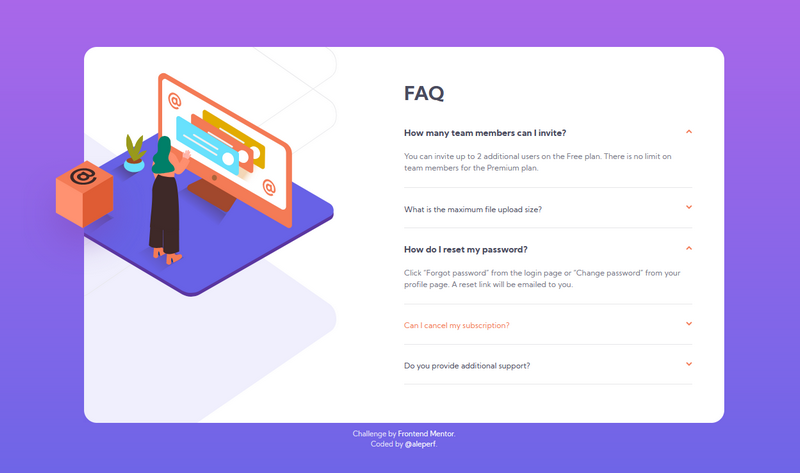 FAQ
How many team members can I invite?
You can invite up to 2 additional users on the Free plan. There is no limit on
team members for the Premium plan.
What is the maximum file upload size?
How do I reset my password?
Click “Forgot password” from the login page or “Change password” from your
profile page. A reset link will be emailed to you.
Can I cancel my subscription?
Do you provide additional support?
Challenge by Frontend Mentor.
Coded by @aleperf.
@
@
@